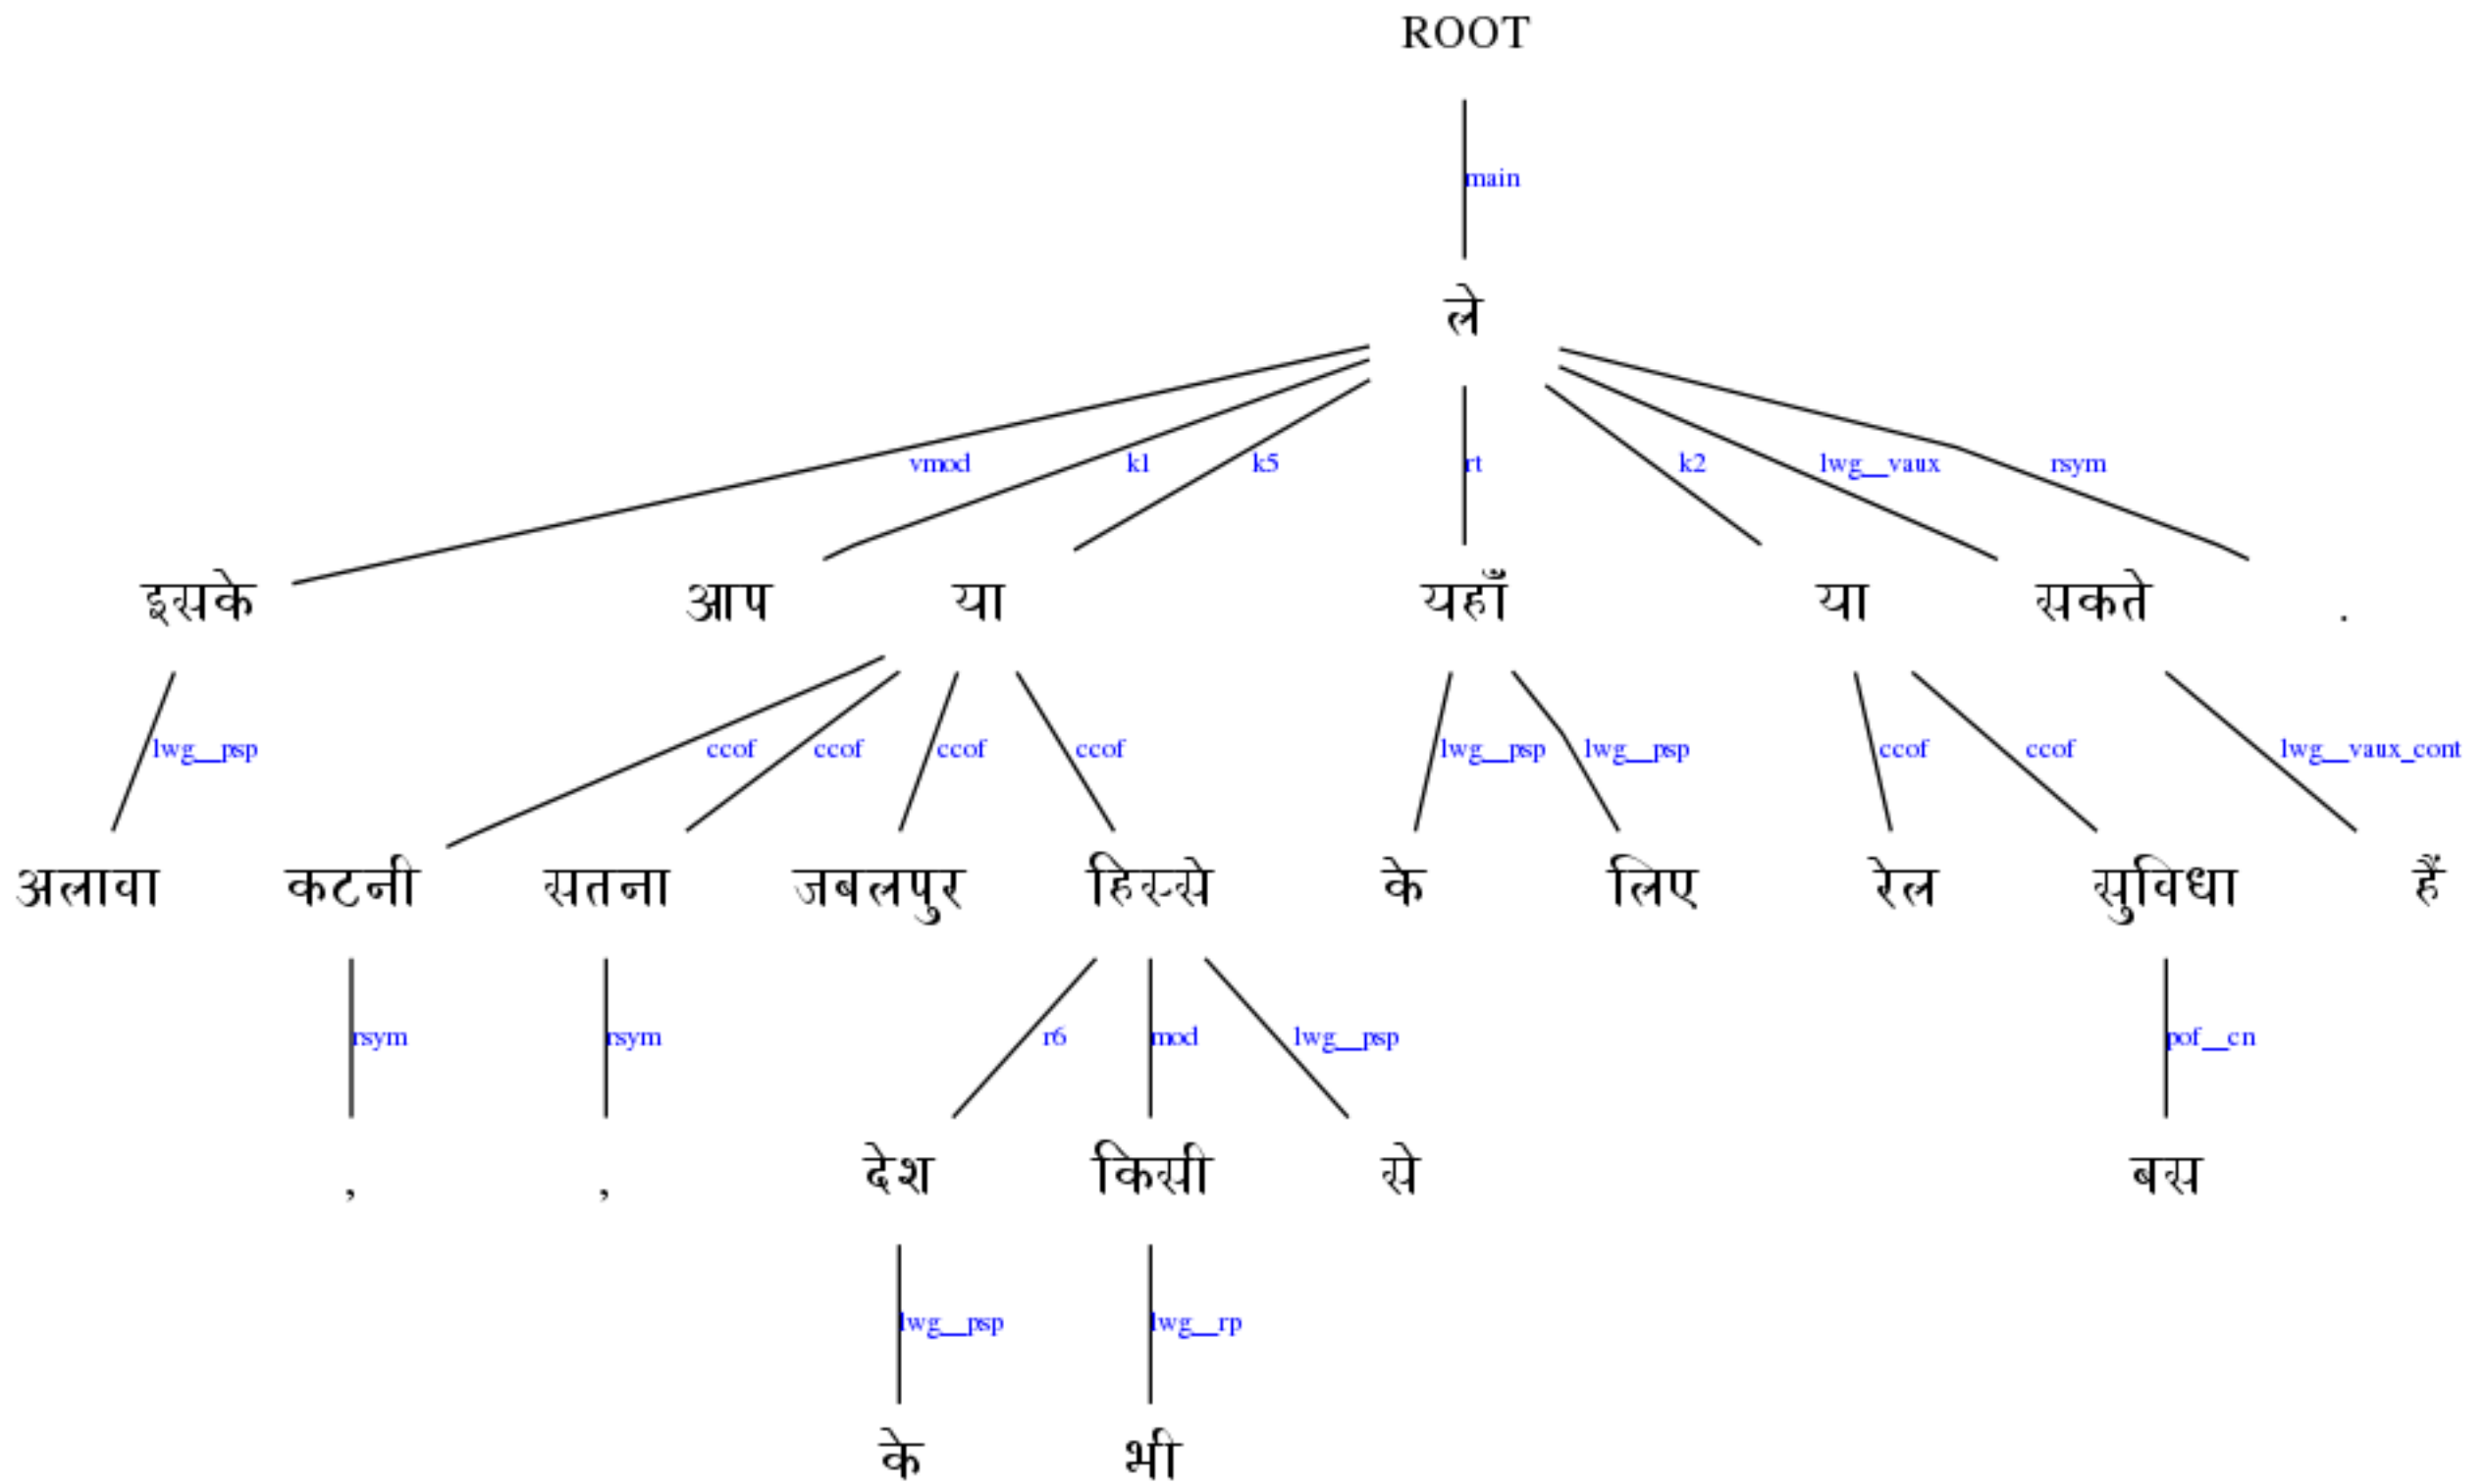 ROOT
main
ले
vmod k1 k5 rt k2 lwg__vaux rsym
इसके आप या यहाँ या सकते .
lwg__psp ccof ccof ccof ccof lwg__psp lwg__psp ccof ccof lwg__vaux_cont
अलावा कटनी सतना जबलपुर हिस्से के लिए रेल सुविधा हैं
rsym rsym r6 mod lwg__psp pof__cn
, , देश किसी से बस
lwg__psp lwg__rp
के भी